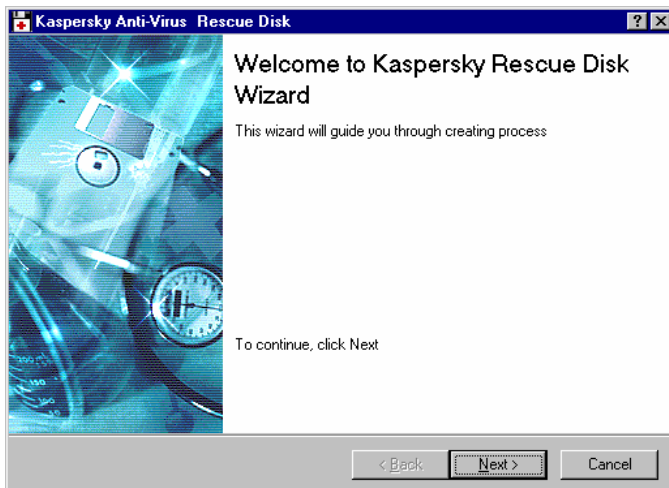 Kaspersky Anti-Virus Rescue Disk
Welcome to Kaspersky Rescue Disk
Wizard
This wizard will guide you through creating process
To continue, click Next
< Back
Next >
Cancel